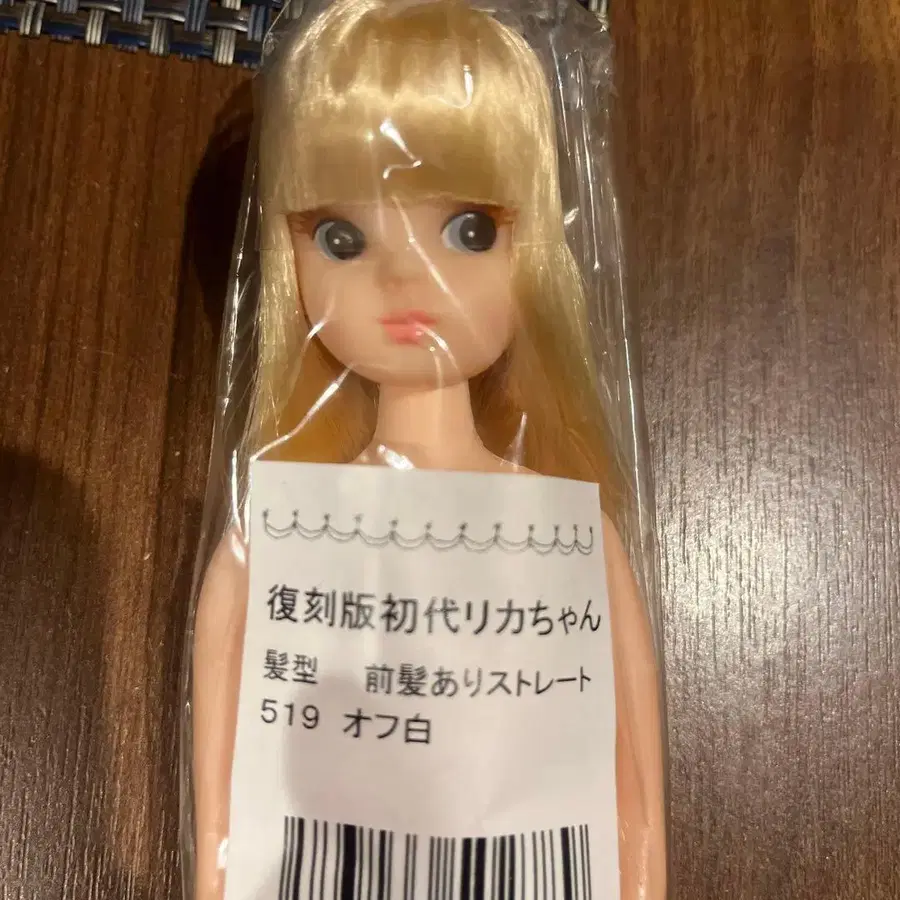 復刻版初代リカちゃん
髪型　前髪ありストレート
519 オフ白